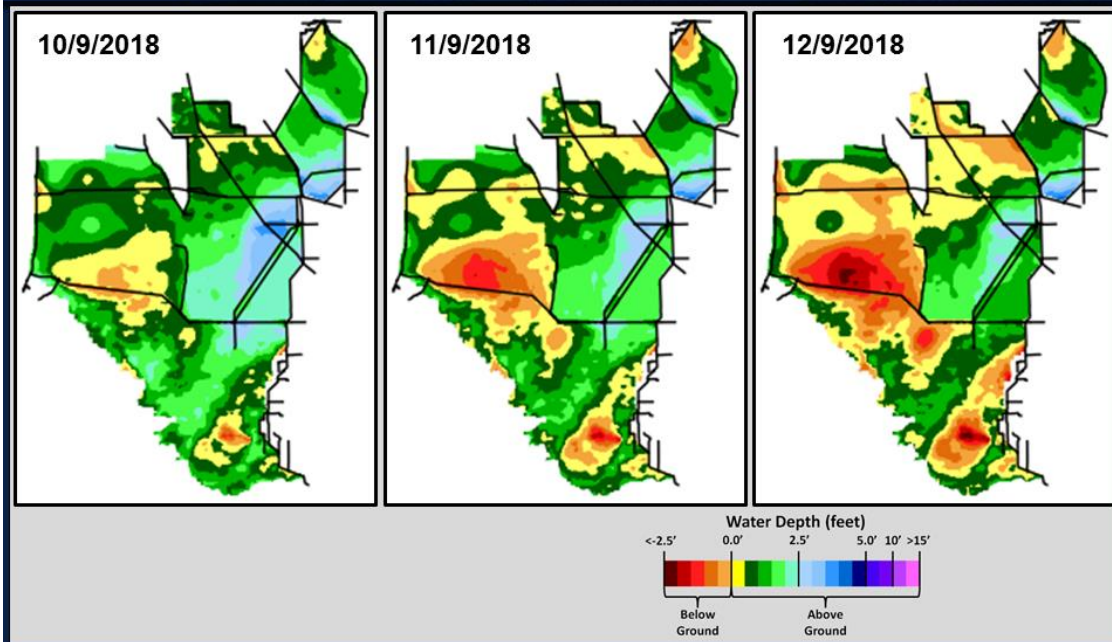 10/9/2018
11/9/2018
12/9/2018
Water Depth (feet)
<-2.5' 0.0' 2.5' 5.0' 10' >15'
Below Ground
Above Ground